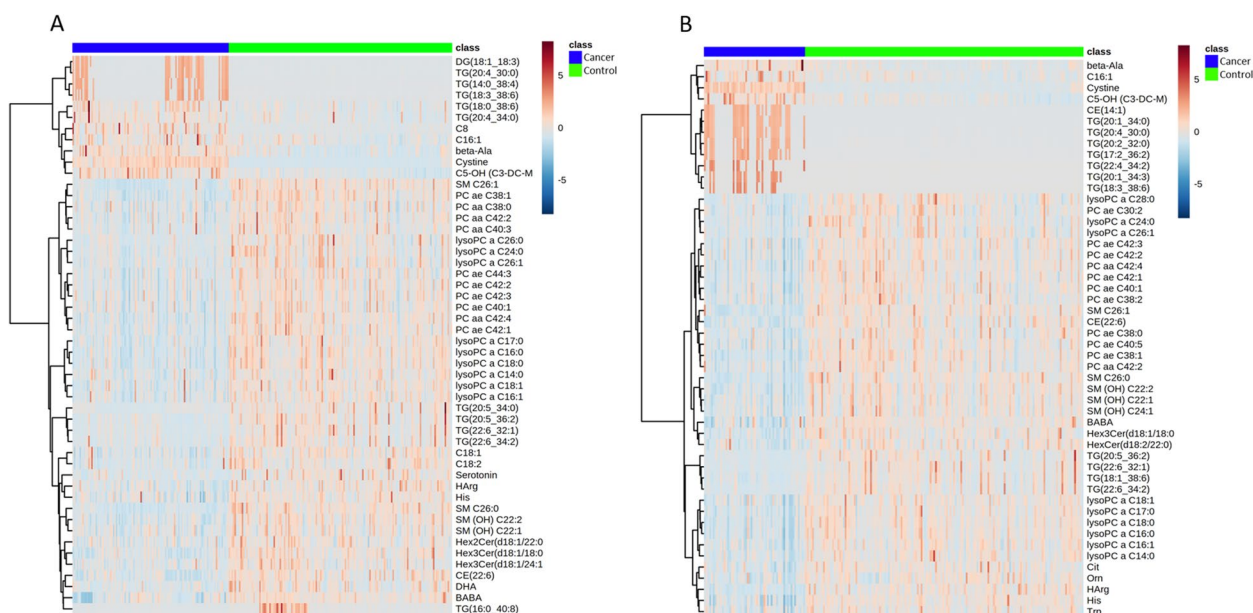 A
class
DG(18:1_18:3)
TG(20:4_30:0)
TG(14:0_38:4)
TG(18:3_38:6)
TG(18:0_38:6)
TG(20:4_34:0)
C8
C16:1
beta-Ala
Cystine
C5-OH (C3-DC-M
SM C26:1
PC ae C38:1
PC aa C38:0
PC aa C42:2
PC aa C40:3
lysoPC a C26:0
lysoPC a C24:0
lysoPC a C26:1
PC ae C44:3
PC ae C42:2
PC ae C42:3
PC ae C40:1
PC aa C42:4
PC ae C42:1
lysoPC a C17:0
lysoPC a C16:0
lysoPC a C18:0
lysoPC a C14:0
lysoPC a C18:1
lysoPC a C16:1
TG(20:5_34:0)
TG(20:5_36:2)
TG(22:6_32:1)
TG(22:6_34:2)
C18:1
C18:2
Serotonin
HArg
His
SM C26:0
SM (OH) C22:2
SM (OH) C22:1
Hex2Cer(d18:1/22:0
Hex3Cer(d18:1/18:0
Hex3Cer(d18:1/24:1
CE(22:6)
DHA
BABA
TG(16:0_40:8)
5
0
-5
class
Cancer
Control
B
class
beta-Ala
C16:1
Cystine
C5-OH (C3-DC-M)
CE(14:1)
TG(20:1_34:0)
TG(20:4_30:0)
TG(20:2_32:0)
TG(17:2_36:2)
TG(22:4_34:2)
TG(20:1_34:3)
TG(18:3_38:6)
lysoPC a C28:0
PC ae C30:2
lysoPC a C24:0
lysoPC a C26:1
PC ae C42:3
PC ae C42:2
PC aa C42:4
PC ae C42:1
PC ae C40:1
PC ae C38:2
SM C26:1
CE(22:6)
PC ae C38:0
PC ae C40:5
PC ae C38:1
PC aa C42:2
SM C26:0
SM (OH) C22:2
SM (OH) C22:1
SM (OH) C24:1
BABA
Hex3Cer(d18:1/18:0
HexCer(d18:2/22:0)
TG(20:5_36:2)
TG(22:6_32:1)
TG(18:1_38:6)
TG(22:6_34:2)
lysoPC a C18:1
lysoPC a C17:0
lysoPC a C18:0
lysoPC a C16:0
lysoPC a C16:1
lysoPC a C14:0
Cit
Orn
HArg
His
Trp
5
0
-5
class
Cancer
Control